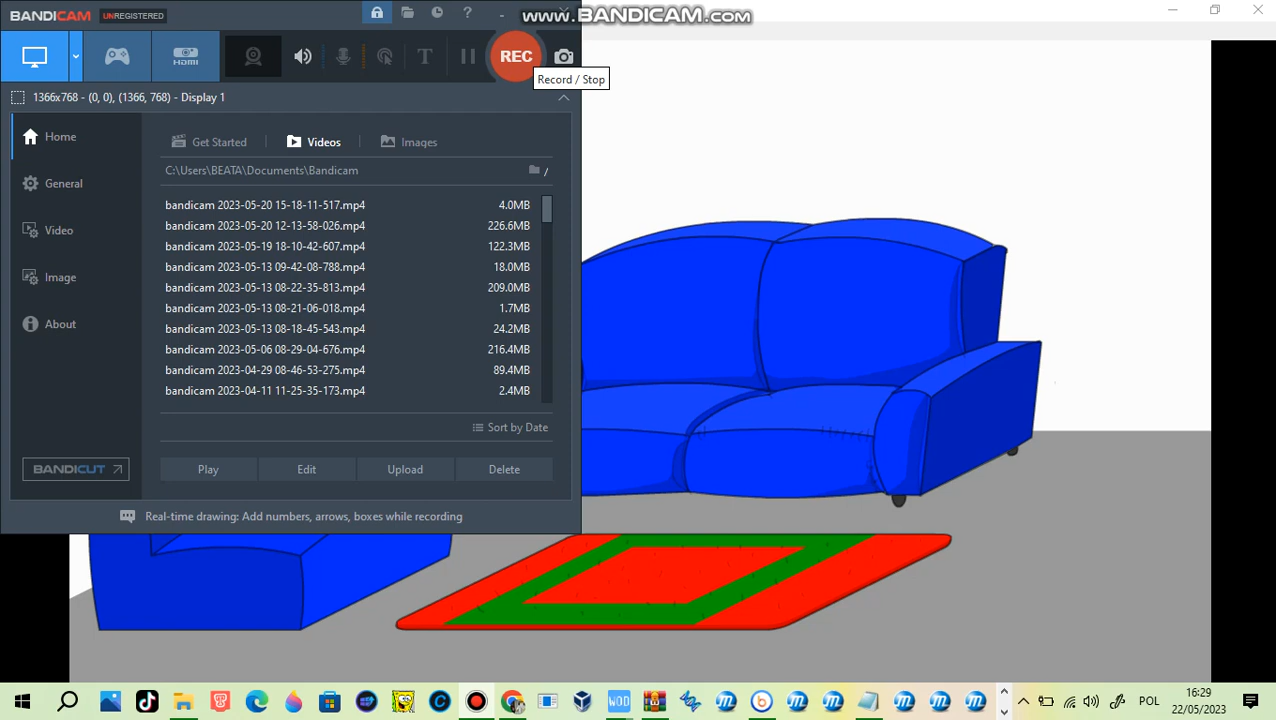 BANDICAM UNREGISTERED
www.BANDICAM.com
HDMI
T
REC
Record / Stop
1366x768 - (0, 0), (1366, 768) - Display 1
Home
General
Video
Image
About
Get Started
Videos
Images
C:\Users\BEATA\Documents\Bandicam
/
bandicam 2023-05-20 15-18-11-517.mp4 4.0MB
bandicam 2023-05-20 12-13-58-026.mp4 226.6MB
bandicam 2023-05-19 18-10-42-607.mp4 122.3MB
bandicam 2023-05-13 09-42-08-788.mp4 18.0MB
bandicam 2023-05-13 08-22-35-813.mp4 209.0MB
bandicam 2023-05-13 08-21-06-018.mp4 1.7MB
bandicam 2023-05-13 08-18-45-543.mp4 24.2MB
bandicam 2023-05-06 08-29-04-676.mp4 216.4MB
bandicam 2023-04-29 08-46-53-275.mp4 89.4MB
bandicam 2023-04-11 11-25-35-173.mp4 2.4MB
Sort by Date
BANDICUT
Play
Edit
Upload
Delete
Real-time drawing: Add numbers, arrows, boxes while recording
WOD
POL
16:29
22/05/2023